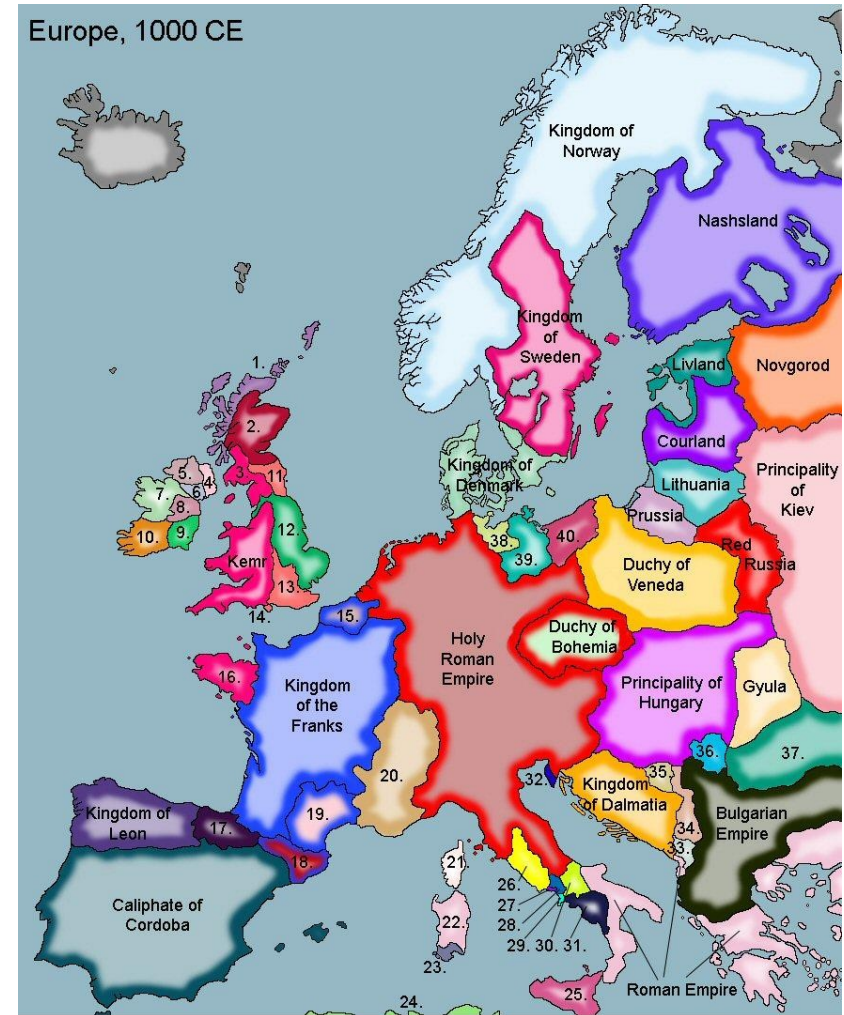 Europe, 1000 CE
Kingdom of
Norway
Nashsland
Kingdom
of
Sweden
Livland
Novgorod
1.
2.
Courland
Principality
of
Kiev
Kingdom of
Denmark
Lithuania
Prussia
3.
11.
5.
4.
6.
7.
8.
9.
10.
12.
Kemr
13.
14.
38.
39.
40.
Red
Russia
Duchy of
Veneda
15.
Duchy of
Bohemia
Holy
Roman
Empire
16.
Kingdom
of the
Franks
Principality of
Hungary
Gyula
20.
36.
37.
32.
35.
Kingdom
of Dalmatia
Bulgarian
Empire
34.
33.
Kingdom of
Leon
17.
19.
18.
21
22.
23.
26.
27.
28.
29.
30.
31.
Caliphate of
Cordoba
24.
25.
Roman Empire